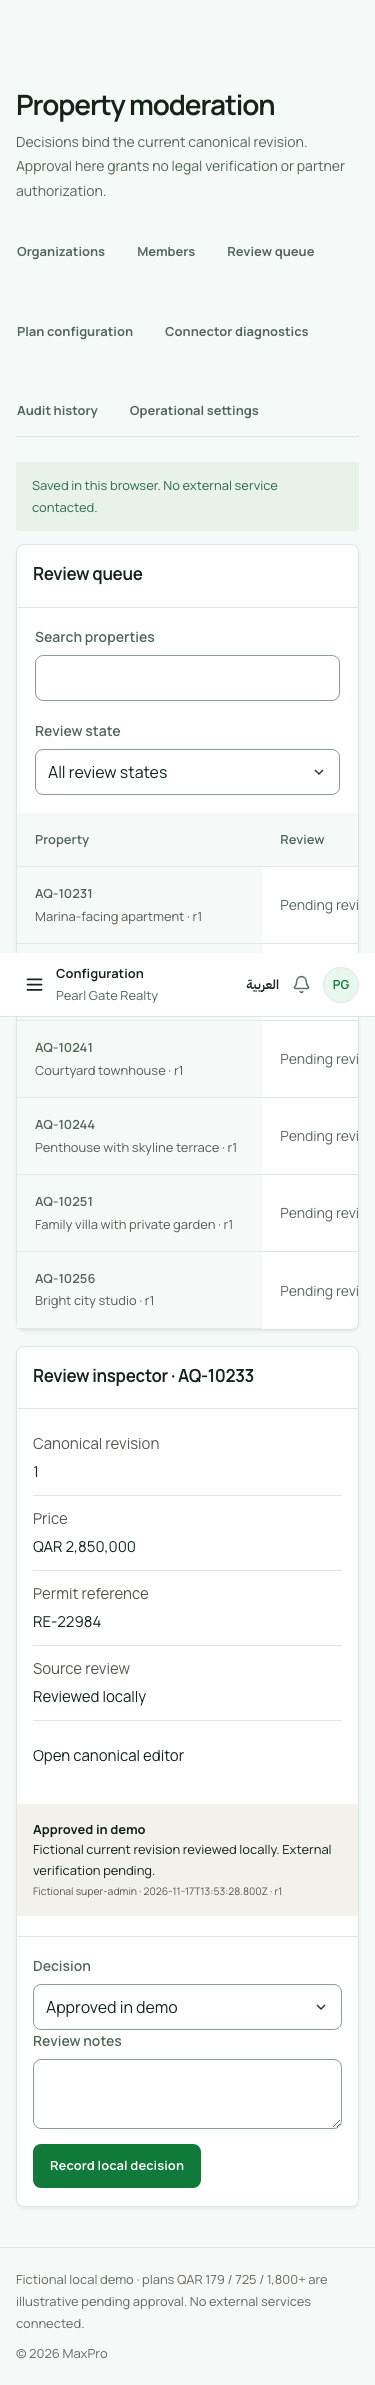 Property moderation
Decisions bind the current canonical revision.
Approval here grants no legal verification or partner
authorization.
Organizations Members Review queue
Plan configuration Connector diagnostics
Audit history Operational settings
Saved in this browser. No external service
contacted.
Review queue
Search properties
Review state
All review states
Property Review
AQ-10231
Marina-facing apartment · r1
Pending revi
Configuration
Pearl Gate Realty
العربية
PG
AQ-10241
Courtyard townhouse · r1
Pending revi
AQ-10244
Penthouse with skyline terrace · r1
Pending revi
AQ-10251
Family villa with private garden · r1
Pending revi
AQ-10256
Bright city studio · r1
Pending revi
Review inspector · AQ-10233
Canonical revision
1
Price
QAR 2,850,000
Permit reference
RE-22984
Source review
Reviewed locally
Open canonical editor
Approved in demo
Fictional current revision reviewed locally. External
verification pending.
Fictional super-admin · 2026-11-17T13:53:28.800Z · r1
Decision
Approved in demo
Review notes
Record local decision
Fictional local demo · plans QAR 179 / 725 / 1,800+ are
illustrative pending approval. No external services
connected.
© 2026 MaxPro